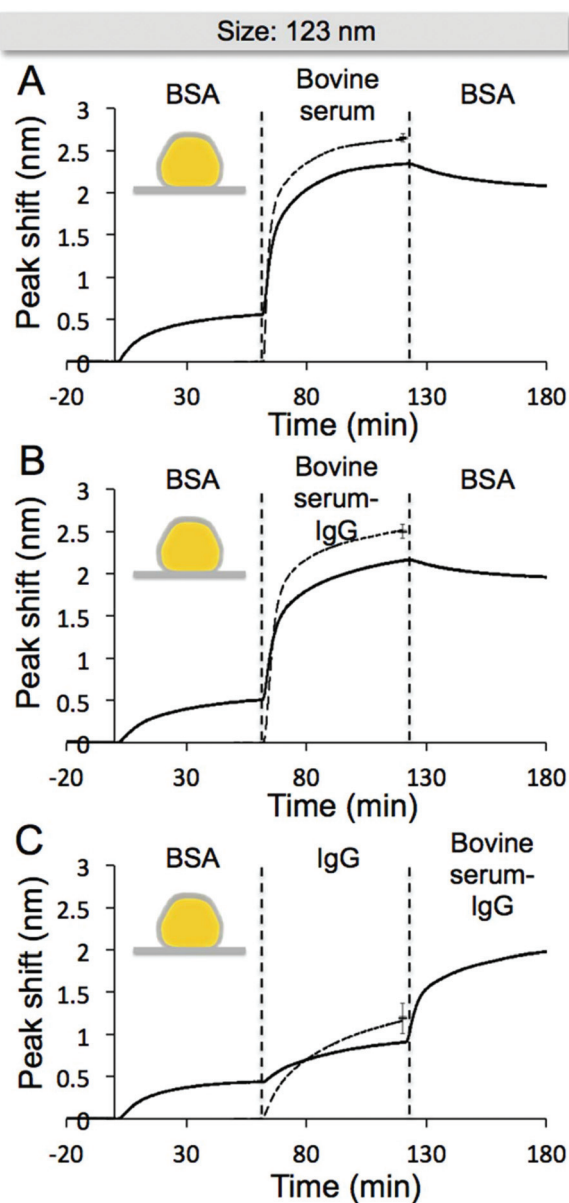 Size: 123 nm
A
BSA
Bovine
serum
BSA
Peak shift (nm)
3
2.5
2
1.5
1
0.5
0
-20
30
80
130
180
Time (min)
B
BSA
Bovine
serum-
IgG
BSA
Peak shift (nm)
3
2.5
2
1.5
1
0.5
0
-20
30
80
130
180
Time (min)
C
BSA
IgG
Bovine
serum-
IgG
Peak shift (nm)
3
2.5
2
1.5
1
0.5
0
-20
30
80
130
180
Time (min)